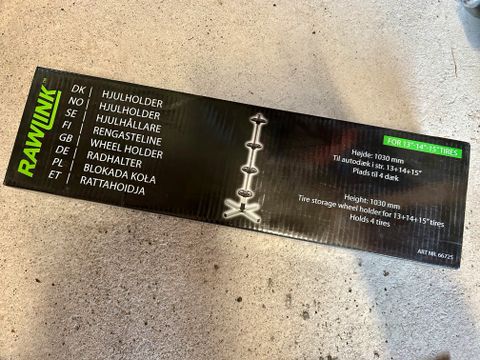 RAWLINK™
DK HJULHOLDER
NO HJULHOLDER
SE HJULHÅLLARE
FI RENGASTELINE
GB WHEEL HOLDER
DE RADHALTER
PL BLOKADA KOŁA
ET RATTAHOIDJA
FOR 13"-14"-15"TIRES
Højde: 1030 mm
Til autodæk i str. 13+14+15"
Plads til 4 dæk
Height: 1030 mm
Tire storage wheel holder for 13+14+15" tires
Holds 4 tires
ART NR. 66725